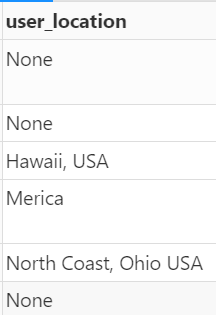 user_location
None
None
Hawaii, USA
Merica
North Coast, Ohio USA
None